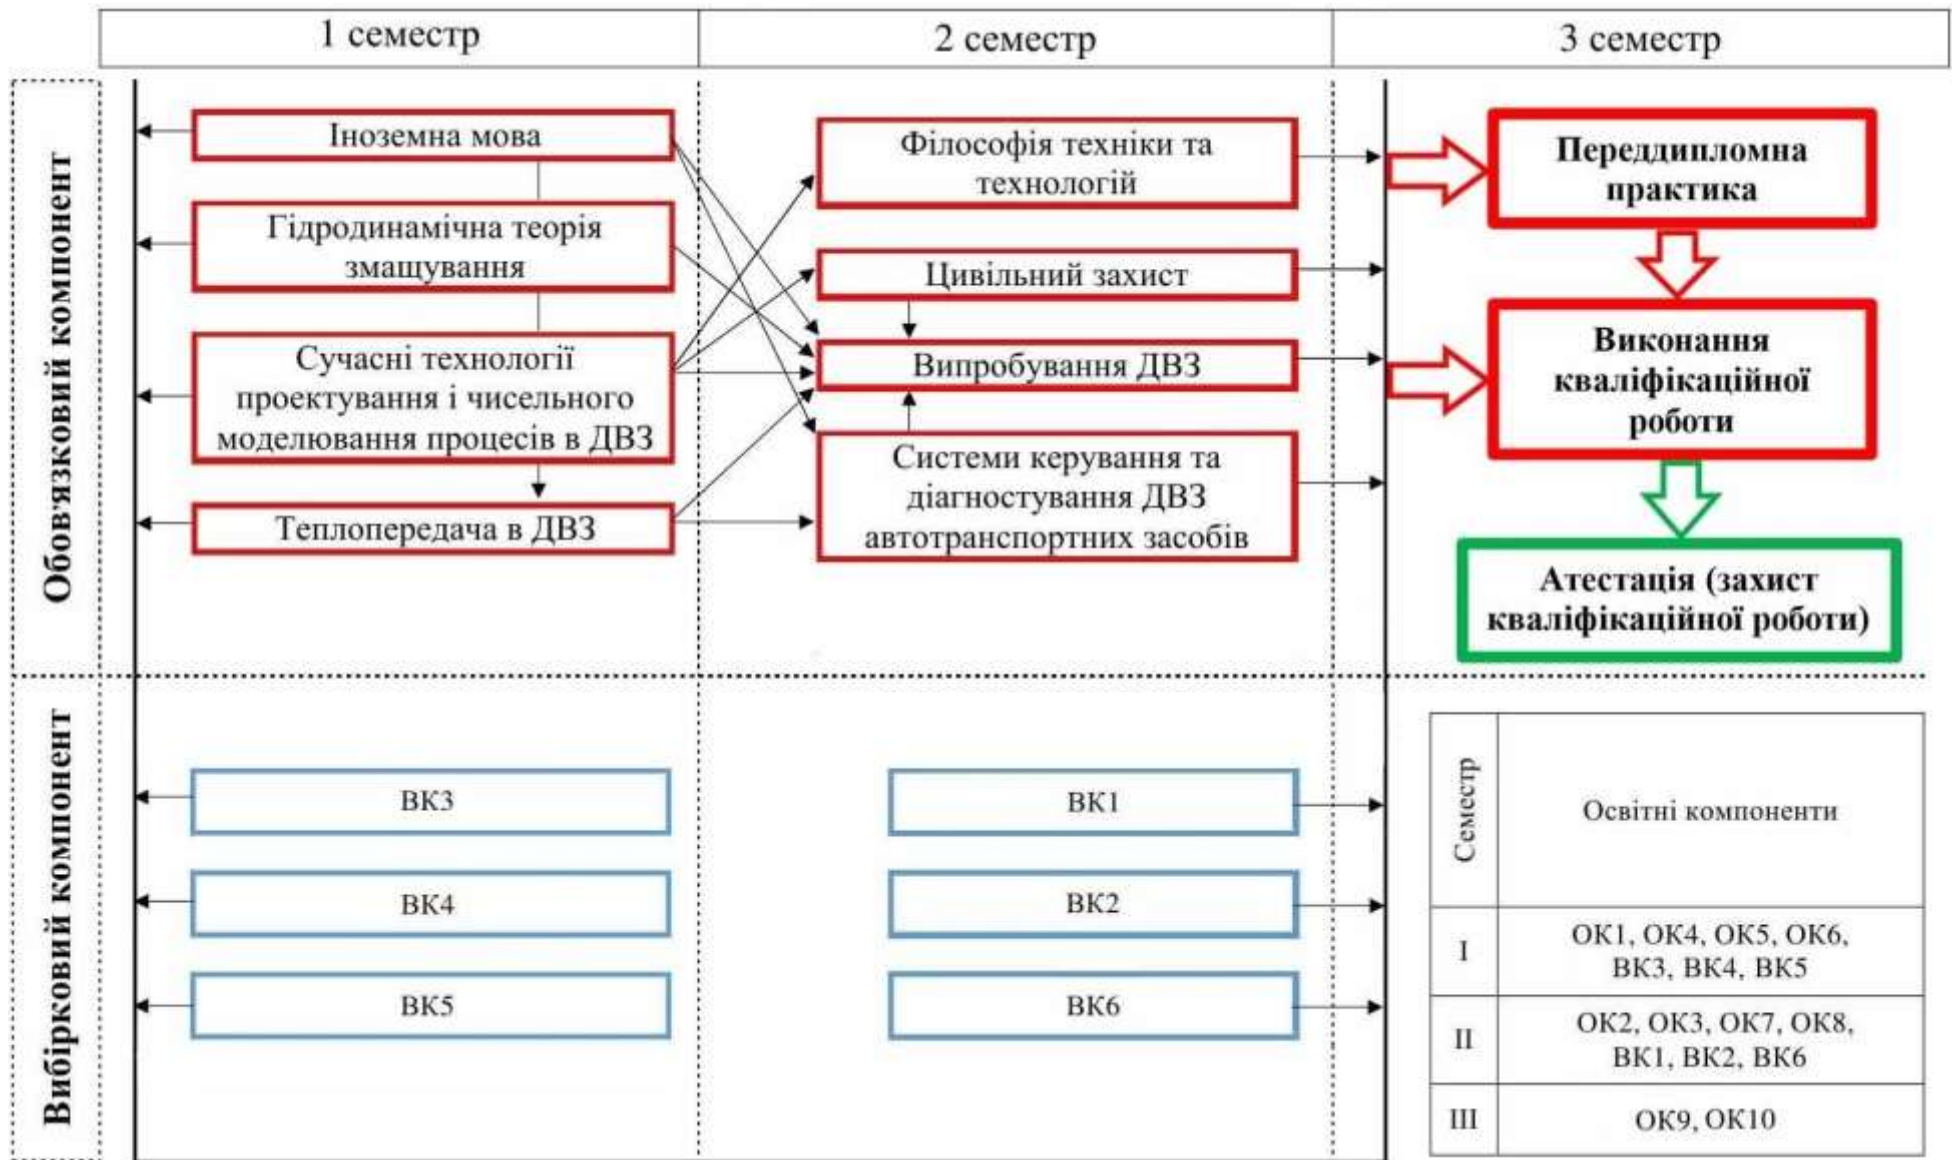 1 семестр
2 семестр
3 семестр
Обов'язковий компонент
Іноземна мова
Гідродинамічна теорія
змащування
Сучасні технології
проектування і чисельного
моделювання процесів в ДВЗ
Теплопередача в ДВЗ
Філософія техніки та
технологій
Цивільний захист
Випробування ДВЗ
Системи керування та
діагностування ДВЗ
автотранспортних засобів
Переддипломна
практика
Виконання
кваліфікаційної
роботи
Атестація (захист
кваліфікаційної роботи)
Вибірковий компонент
ВК3
ВК4
ВК5
ВК1
ВК2
ВК6
Семестр
Освітні компоненти
I
ОК1, ОК4, ОК5, ОК6,
ВК3, ВК4, ВК5
II
ОК2, ОК3, ОК7, ОК8,
ВК1, ВК2, ВК6
III
ОК9, ОК10